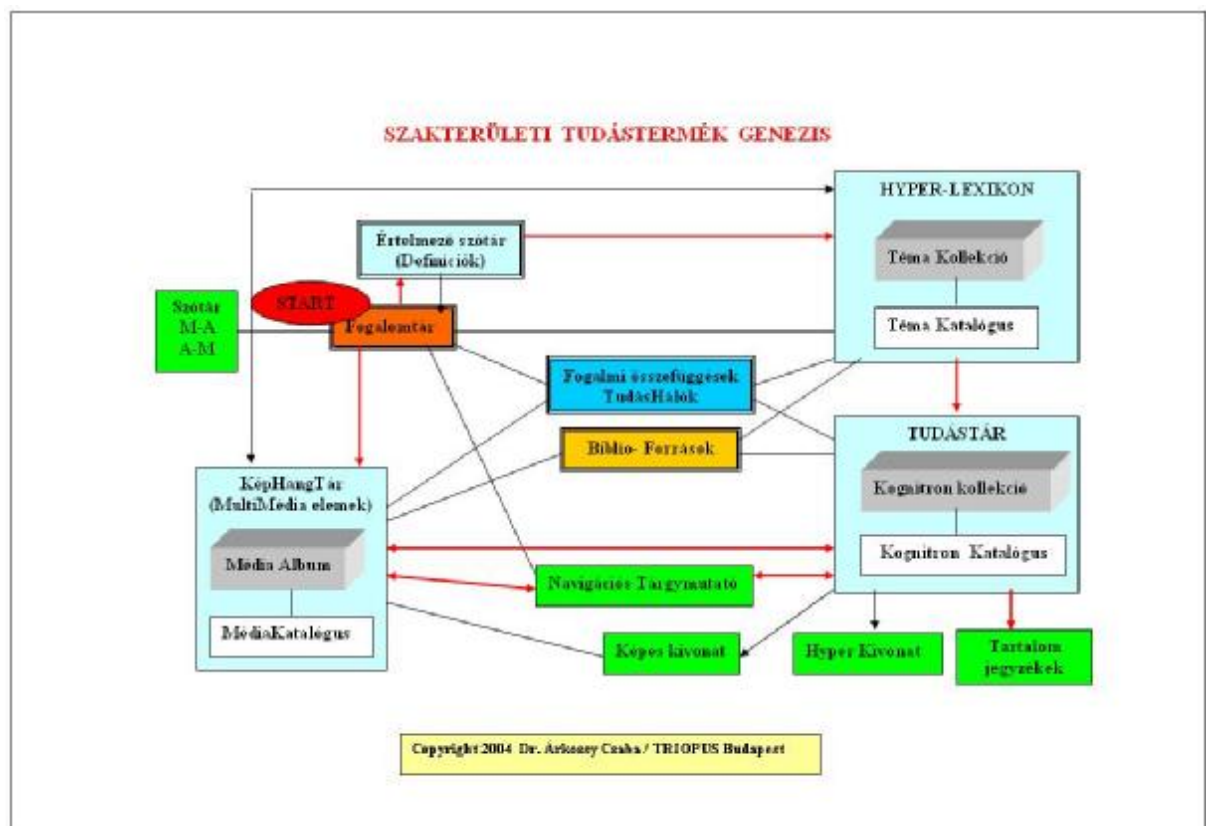 SZAKTERÜLETI TUDÁSTERMÉK GENEZIS
HYPER-LEXIKON
Téma Kollekció
Téma Katalógus
Értelmező szótár
(Definíciók)
START
Szótár
M-A
A-M
Fogalomtár
Fogalmi összefüggések
TudásHálók
Biblio- Források
TUDÁSTÁR
Kognitron kollekció
Kognitron Katalógus
KépHangTár
(MultiMédia elemek)
Média Album
MédiaKatalógus
Navigációs Targymutató
Képes kivonat
Hyper Kivonat
Tartalom
jegyzékek
Copyright 2004 Dr. Árkossy Csaba / TRIOPUS Budapest